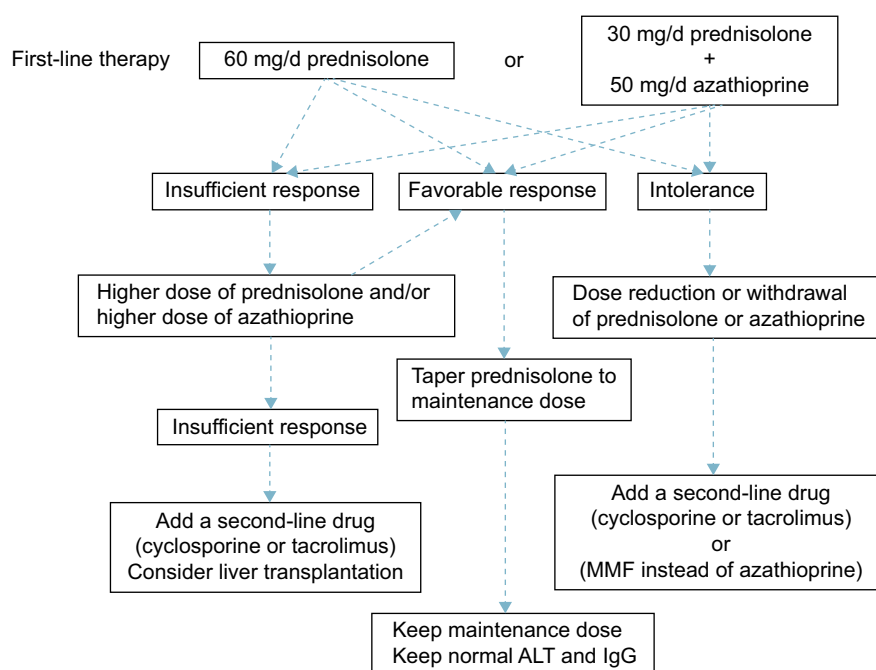 First-line therapy
60 mg/d prednisolone
or
30 mg/d prednisolone
+
50 mg/d azathioprine
Insufficient response
Favorable response
Intolerance
Higher dose of prednisolone and/or
higher dose of azathioprine
Dose reduction or withdrawal
of prednisolone or azathioprine
Taper prednisolone to
maintenance dose
Insufficient response
Add a second-line drug
(cyclosporine or tacrolimus)
Consider liver transplantation
Add a second-line drug
(cyclosporine or tacrolimus)
or
(MMF instead of azathioprine)
Keep maintenance dose
Keep normal ALT and IgG